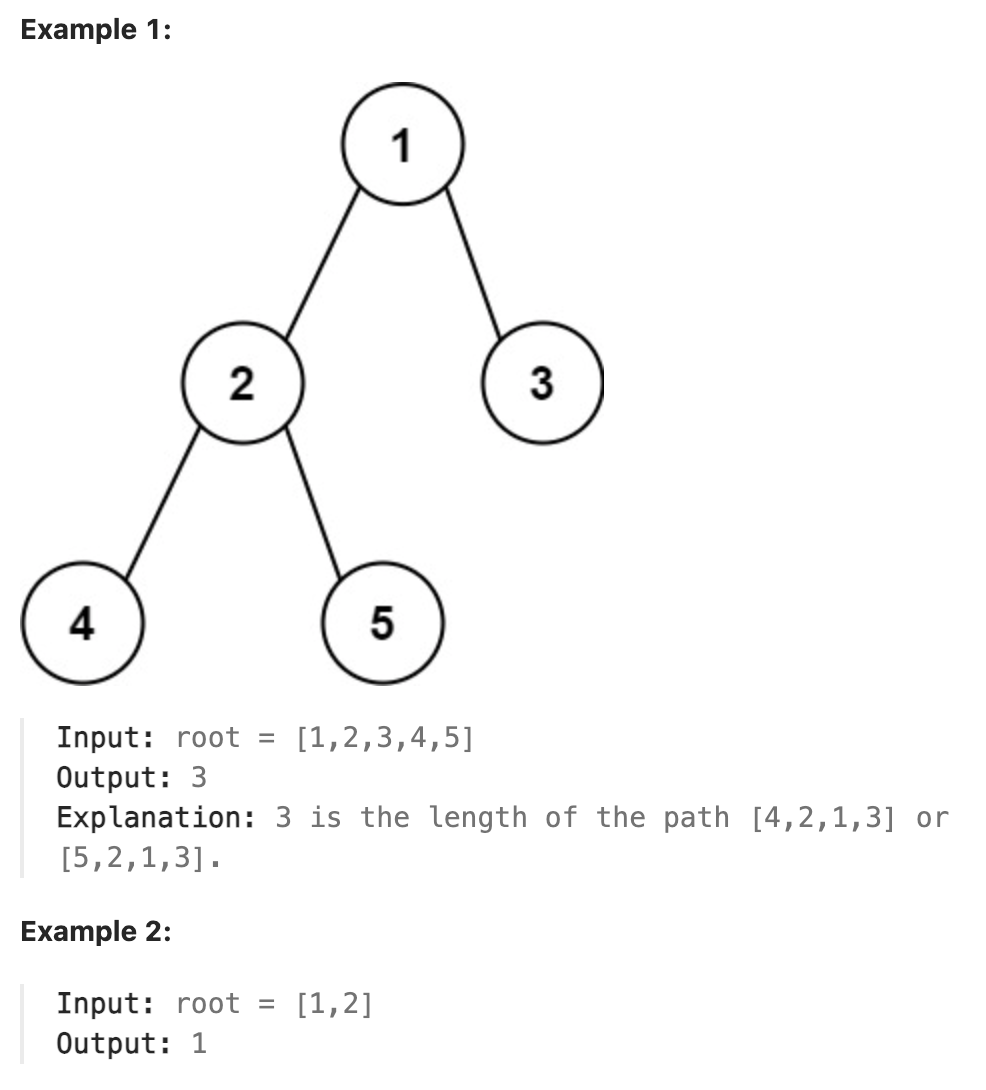 Example 1:
1
2
3
4
5
Input: root = [1,2,3,4,5]
Output: 3
Explanation: 3 is the length of the path [4,2,1,3] or
[5,2,1,3].
Example 2:
Input: root = [1,2]
Output: 1